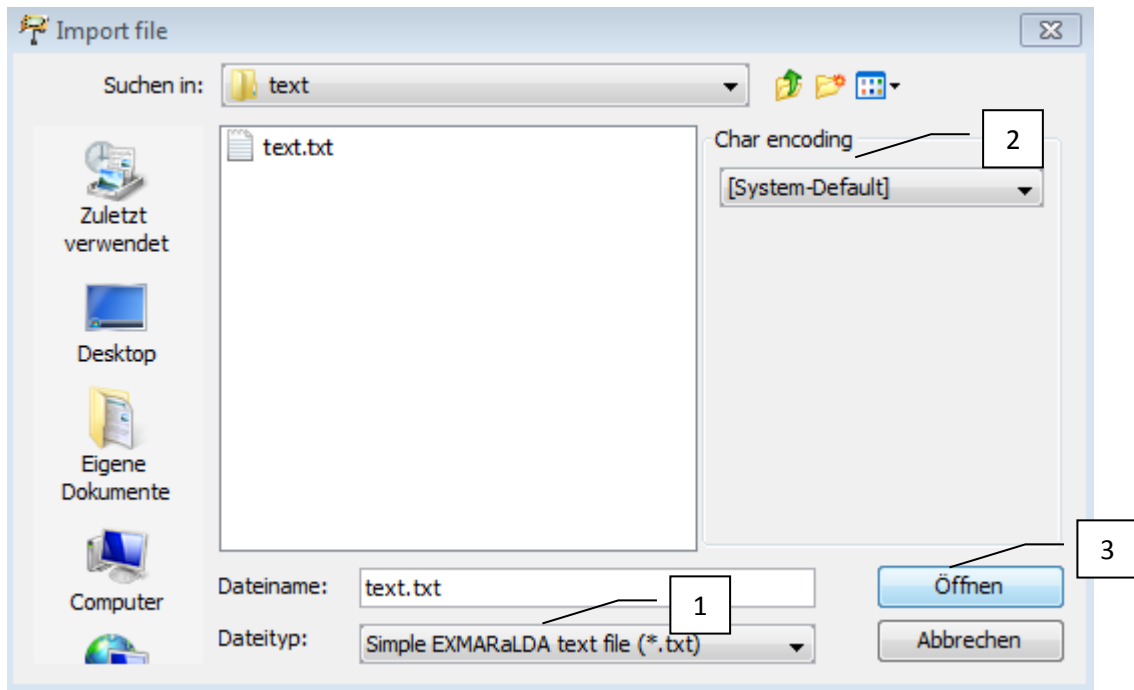 Import file
Suchen in:
text
text.txt
Char encoding
2
[System-Default]
Zuletzt
verwendet
Desktop
Eigene
Dokumente
Computer
3
Dateiname:
text.txt
Öffnen
1
Dateityp:
Simple EXMARaLDA text file (*.txt)
Abbrechen